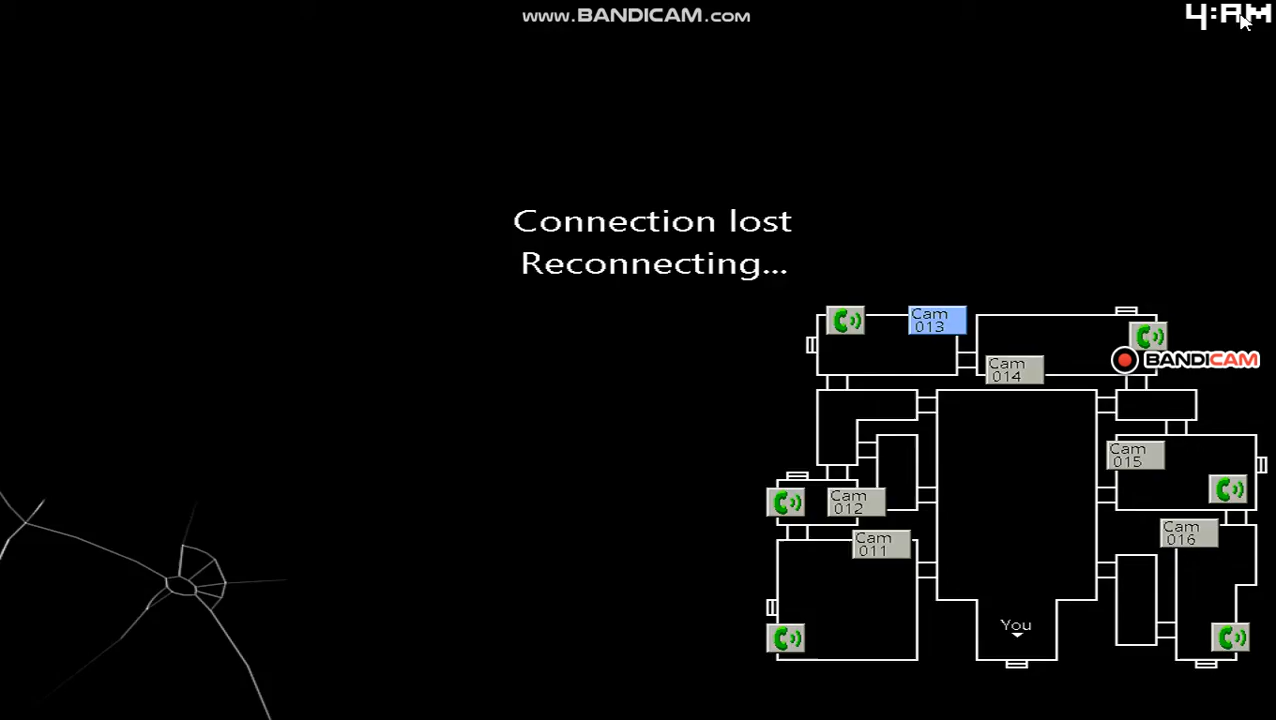 www.BANDICAM.com
4:AM
Connection lost
Reconnecting...
Cam
013
Cam
014
BANDICAM
Cam
015
Cam
012
Cam
016
Cam
011
You